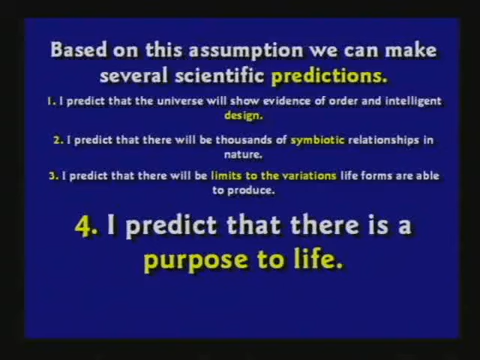 Based on this assumption we can make
several scientific predictions.
1. I predict that the universe will show evidence of order and intelligent
design.
2. I predict that there will be thousands of symbiotic relationships in
nature.
3. I predict that there will be limits to the variations life forms are able
to produce.
4. I predict that there is a
purpose to life.